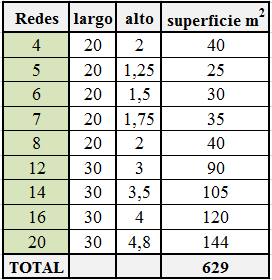 Redes largo alto superficie m²
4 20 2 40
5 20 1,25 25
6 20 1,5 30
7 20 1,75 35
8 20 2 40
12 30 3 90
14 30 3,5 105
16 30 4 120
20 30 4,8 144
TOTAL 629